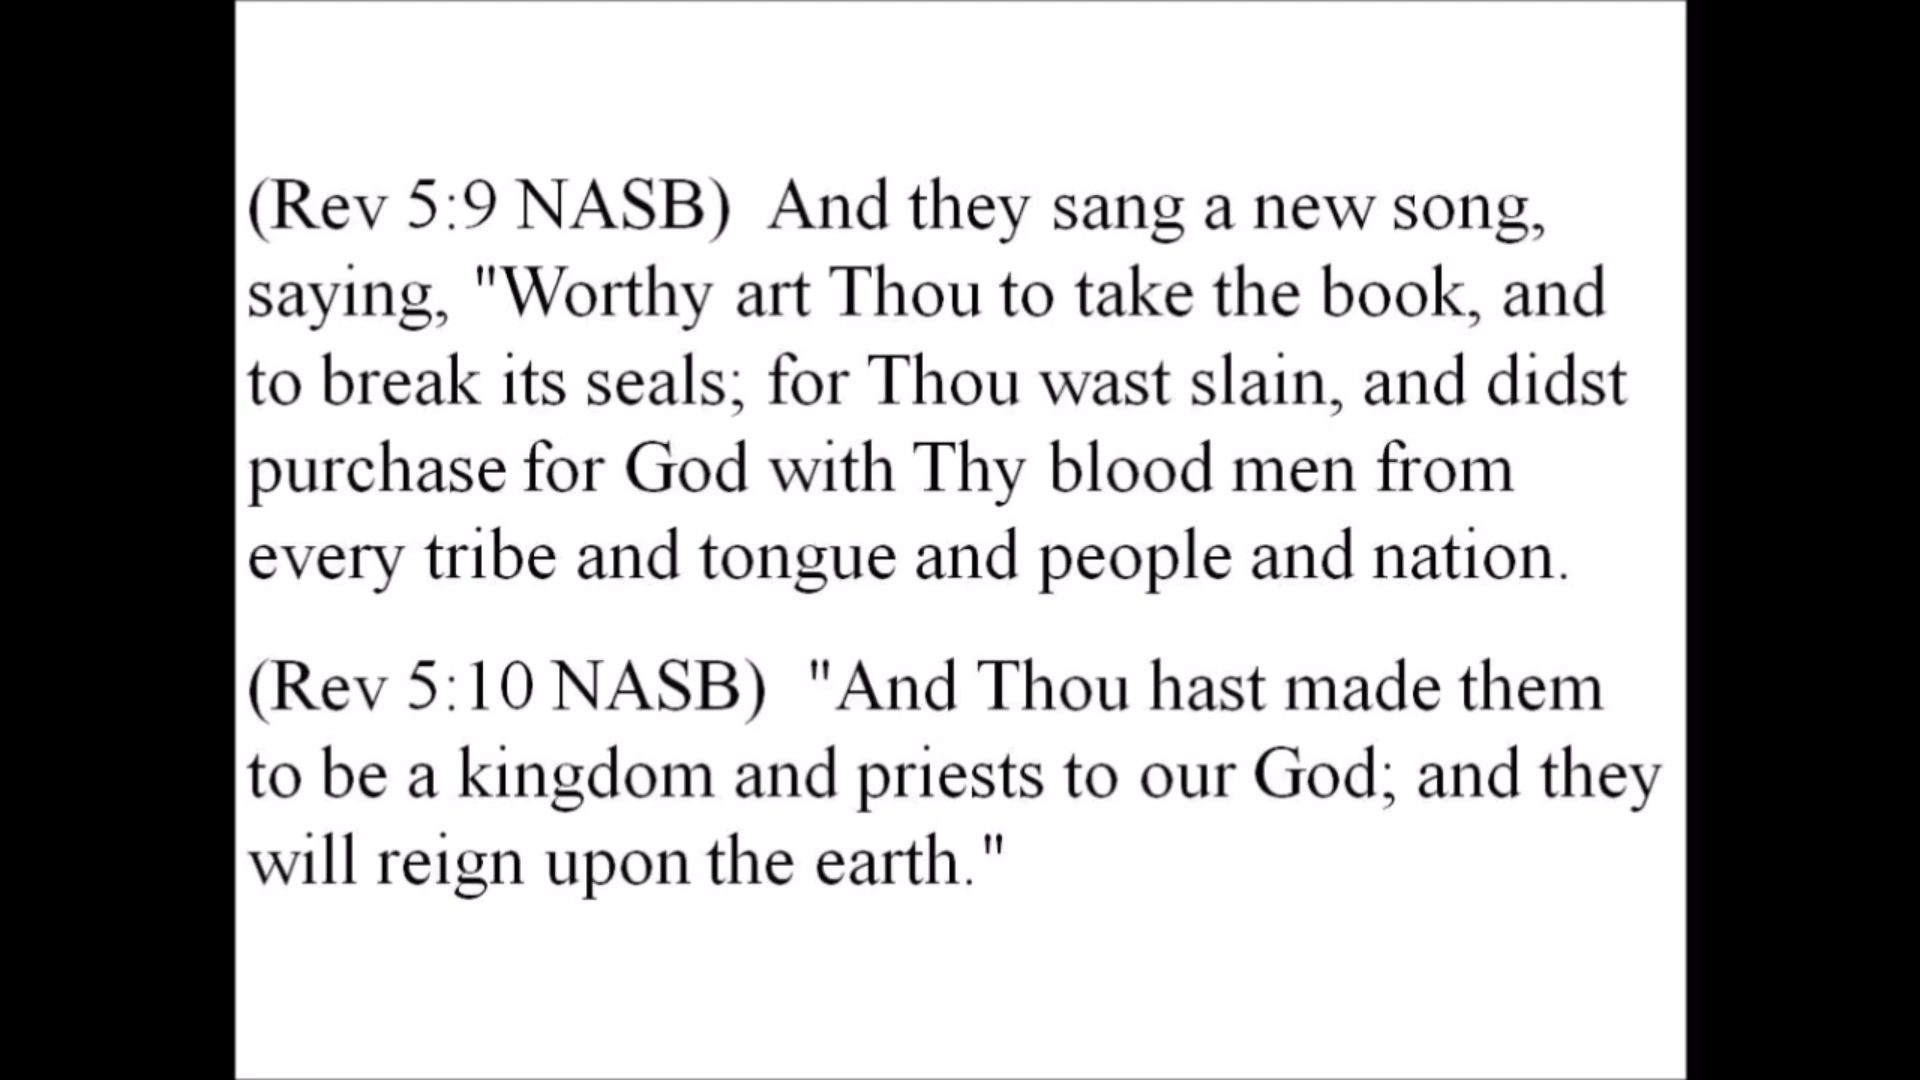 (Rev 5:9 NASB)  And they sang a new song,
saying, "Worthy art Thou to take the book, and
to break its seals; for Thou wast slain, and didst
purchase for God with Thy blood men from
every tribe and tongue and people and nation.
(Rev 5:10 NASB)  "And Thou hast made them
to be a kingdom and priests to our God; and they
will reign upon the earth."